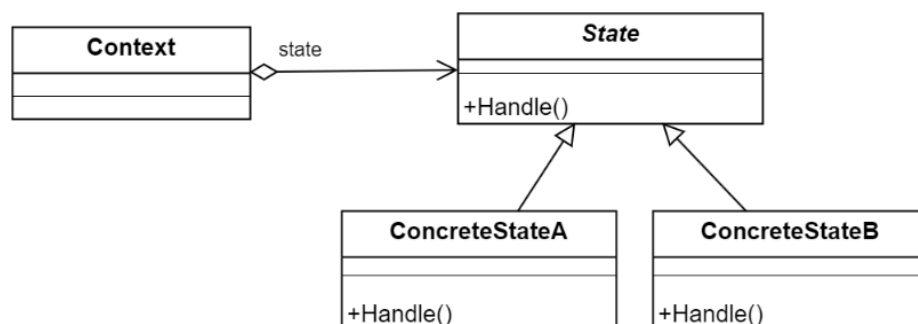 Context
state
State
+Handle()
ConcreteStateA
+Handle()
ConcreteStateB
+Handle()